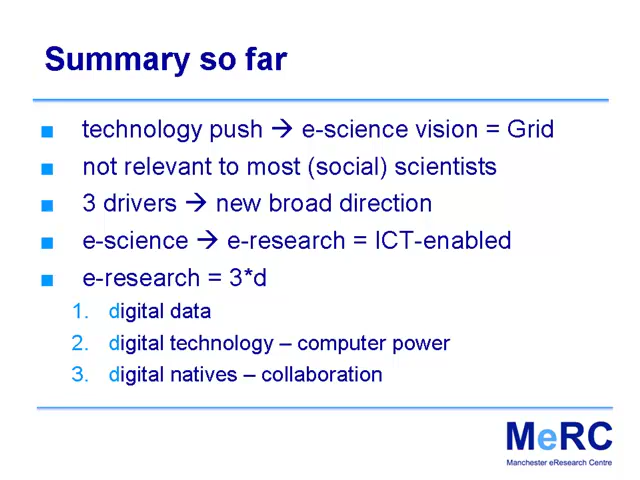 Summary so far
■ technology push → e-science vision = Grid
■ not relevant to most (social) scientists
■ 3 drivers → new broad direction
■ e-science → e-research = ICT-enabled
■ e-research = 3*d
1. digital data
2. digital technology – computer power
3. digital natives – collaboration
MeRC
Manchester eResearch Centre